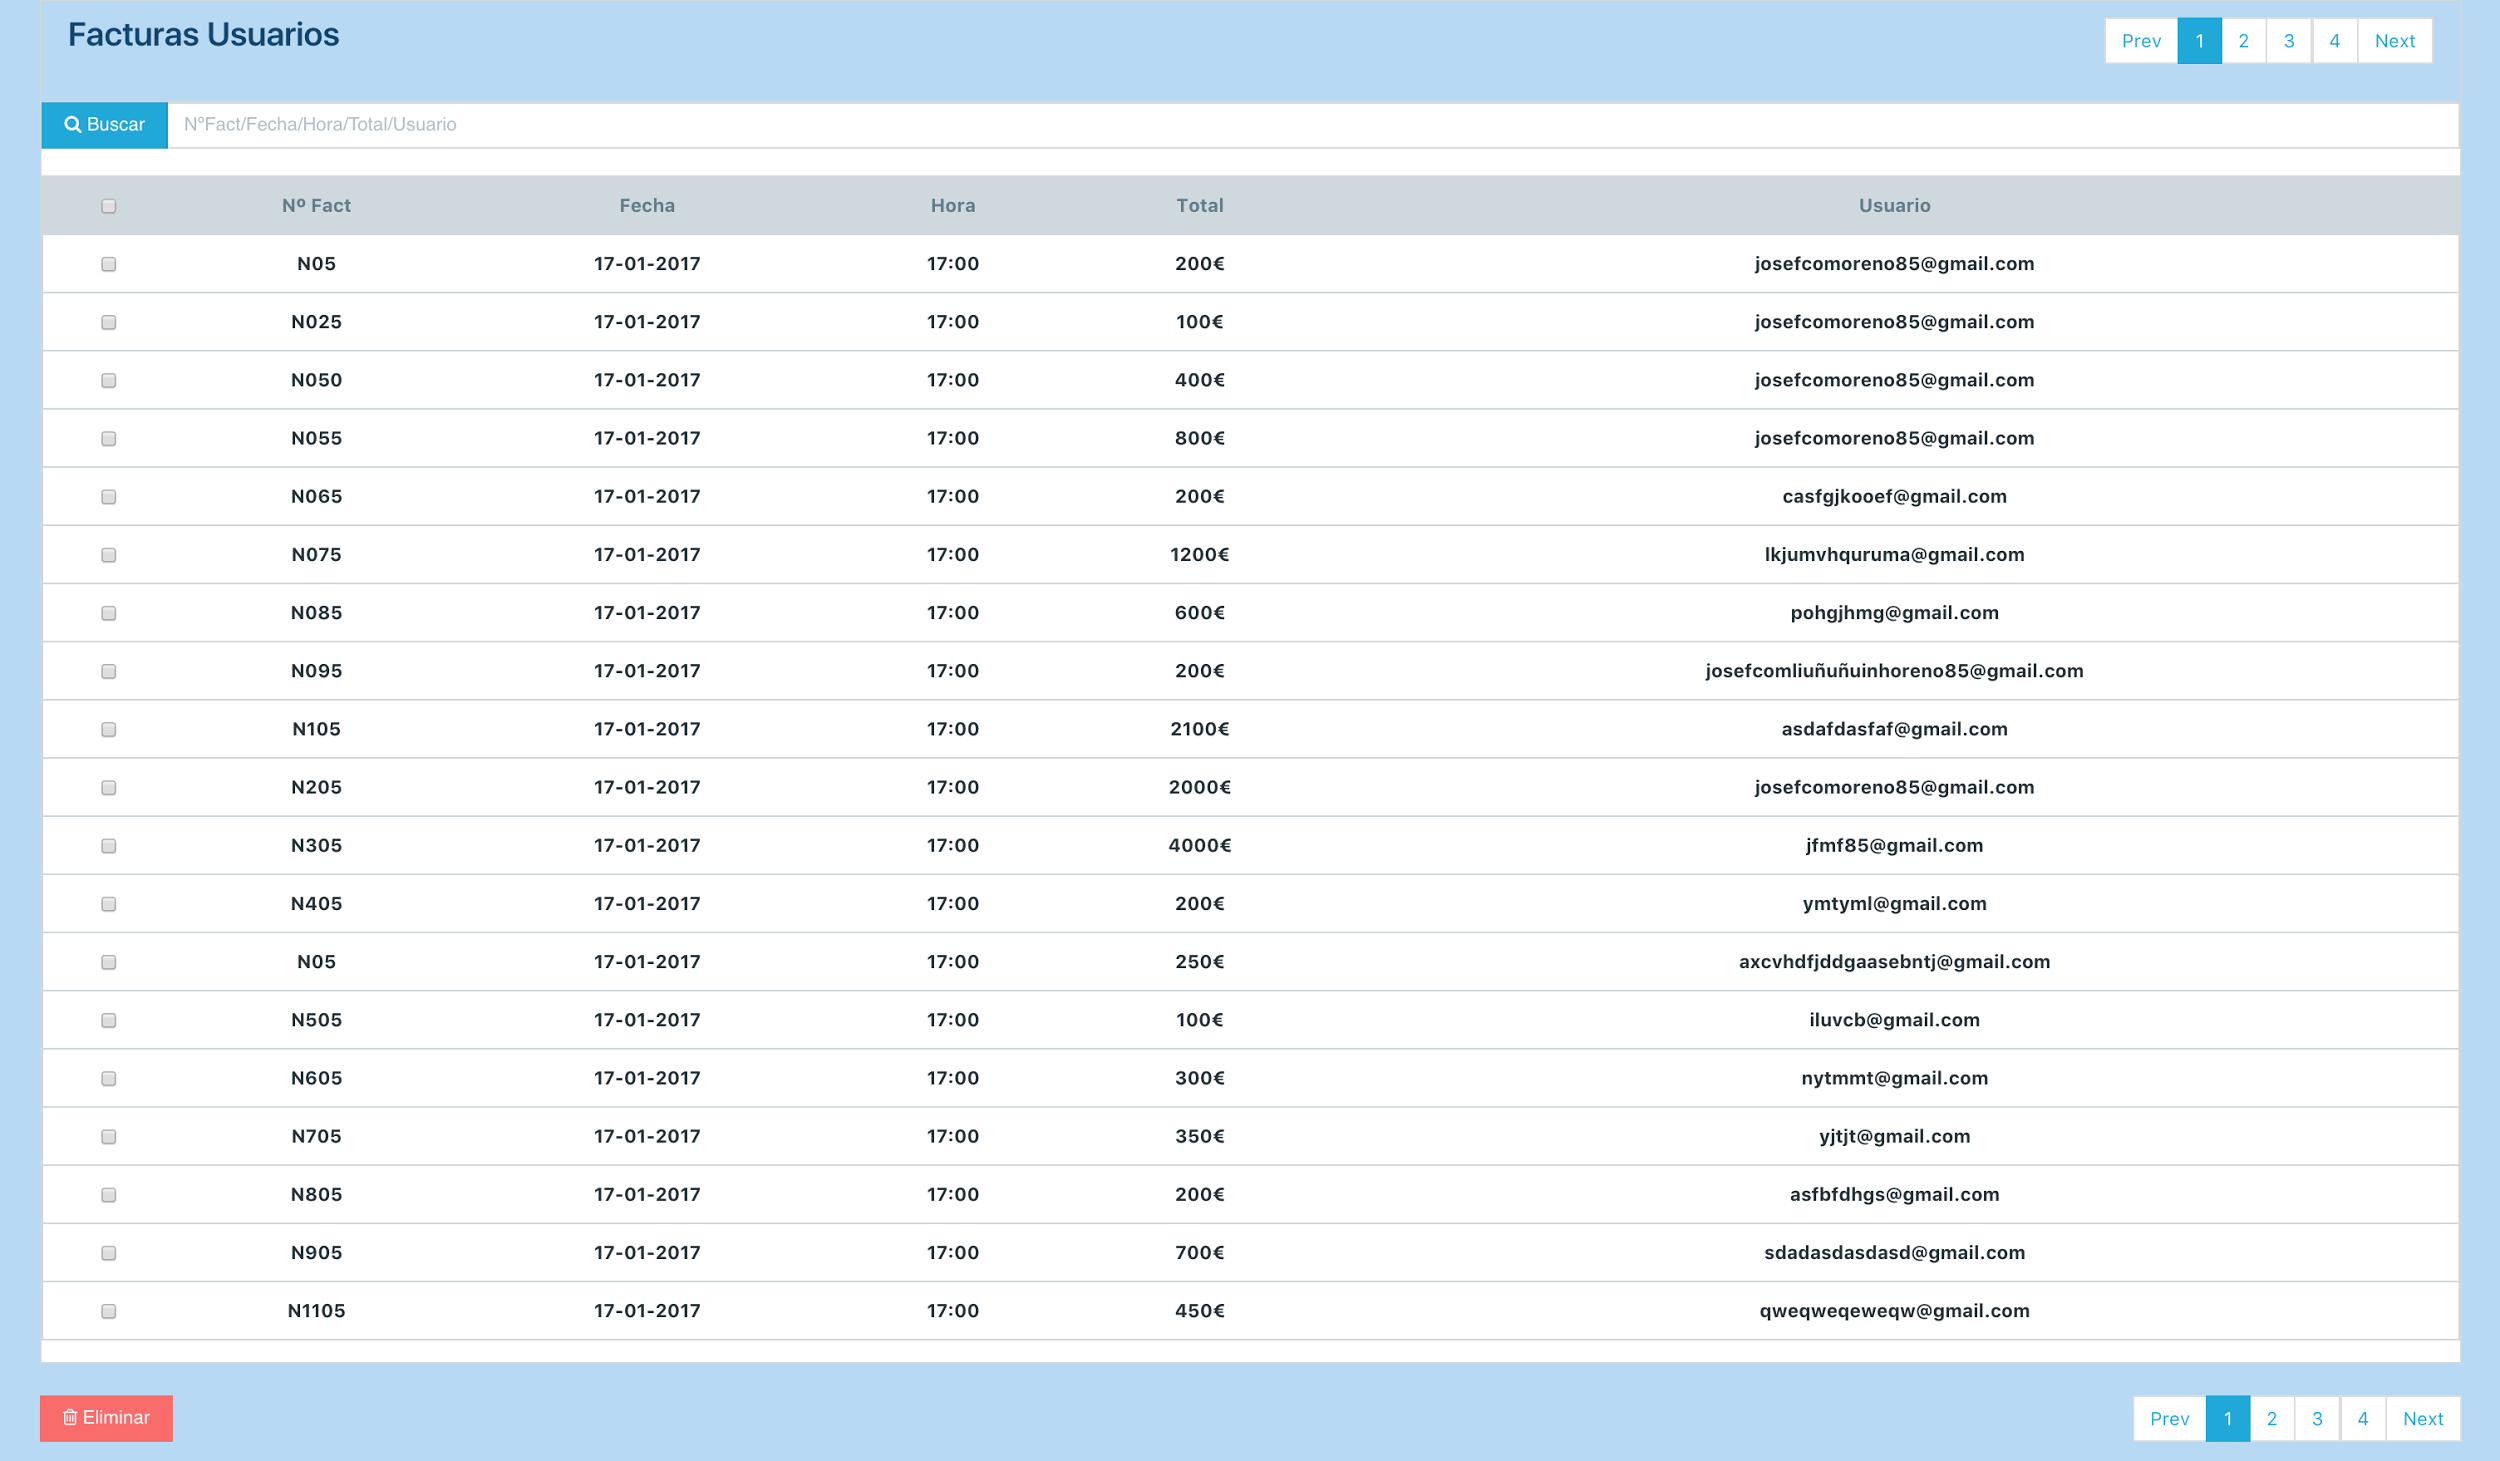 Facturas Usuarios
Prev 1 2 3 4 Next
Buscar NºFact/Fecha/Hora/Total/Usuario
Nº Fact Fecha Hora Total Usuario
N05 17-01-2017 17:00 200€ josefcomoreno85@gmail.com
N025 17-01-2017 17:00 100€ josefcomoreno85@gmail.com
N050 17-01-2017 17:00 400€ josefcomoreno85@gmail.com
N055 17-01-2017 17:00 800€ josefcomoreno85@gmail.com
N065 17-01-2017 17:00 200€ casfgjkooef@gmail.com
N075 17-01-2017 17:00 1200€ lkjumvhquruma@gmail.com
N085 17-01-2017 17:00 600€ pohgjhmg@gmail.com
N095 17-01-2017 17:00 200€ josefcomliuñuñuinhoreno85@gmail.com
N105 17-01-2017 17:00 2100€ asdafdasfaf@gmail.com
N205 17-01-2017 17:00 2000€ josefcomoreno85@gmail.com
N305 17-01-2017 17:00 4000€ jfmf85@gmail.com
N405 17-01-2017 17:00 200€ ymtyml@gmail.com
N05 17-01-2017 17:00 250€ axcvhdfjddgaasebntj@gmail.com
N505 17-01-2017 17:00 100€ iluvcb@gmail.com
N605 17-01-2017 17:00 300€ nytmmt@gmail.com
N705 17-01-2017 17:00 350€ yjtjt@gmail.com
N805 17-01-2017 17:00 200€ asfbfdhgs@gmail.com
N905 17-01-2017 17:00 700€ sdadasdasdasd@gmail.com
N1105 17-01-2017 17:00 450€ qweqweqeweqw@gmail.com
Eliminar
Prev 1 2 3 4 Next